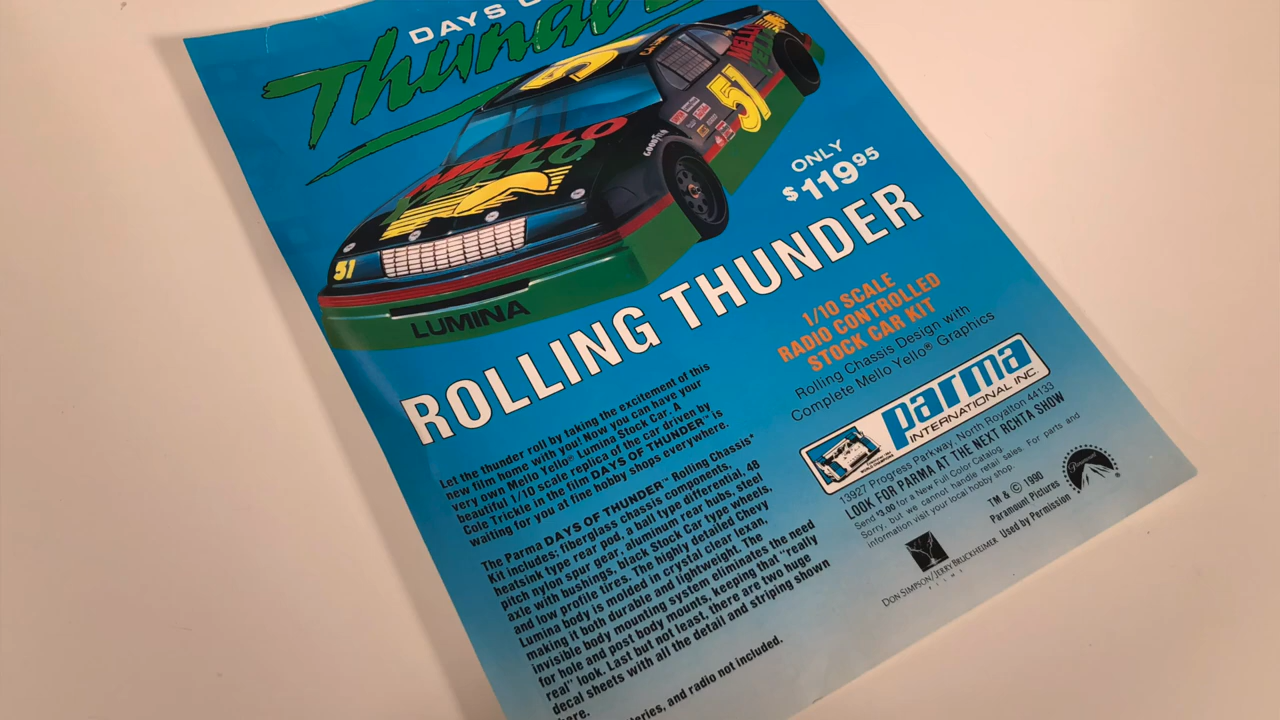 DAYS O
Thunde
MELLO
YELLO
57
51
LUMINA
GOODYEAR
57
MELLO
YELLO
ONLY
$119.95
ROLLING THUNDER
1/10 SCALE
RADIO CONTROLLED
STOCK CAR KIT
Rolling Chassis Design with
Complete Mello Yello® Graphics
parma
INTERNATIONAL INC.
13927 Progress Parkway, North Royalton 44133
LOOK FOR PARMA AT THE NEXT RCHTA SHOW
Send $3.00 for a New Full Color Catalog.
Sorry, but we cannot handle retail sales. For parts and
information visit your local hobby shop.
TM & © 1990
Paramount Pictures
Used by Permission
Paramount
DON SIMPSON/JERRY BRUCKHEIMER
FILMS
Let the thunder roll by taking the excitement of this
new film home with you! Now you can have your
very own Mello Yello® Lumina Stock Car. A
beautiful 1/10 scale replica of the car driven by
Cole Trickle in the film DAYS OF THUNDER™ is
waiting for you at fine hobby shops everywhere.
The Parma DAYS OF THUNDER™ Rolling Chassis
Kit includes: fiberglass chassis components,
heatsink type rear pod, a ball type differential, 48
pitch nylon spur gear, aluminum rear hubs, steel
axle with bushings, black Stock Car type wheels,
and low profile tires. The highly detailed Chevy
Lumina body is molded in crystal clear lexan,
making it both durable and lightweight. The
invisible body mounting system eliminates the need
for hole and post body mounts, keeping that "really
real" look. Last but not least, there are two huge
decal sheets with all the detail and striping shown
here.
teries, and radio not included.